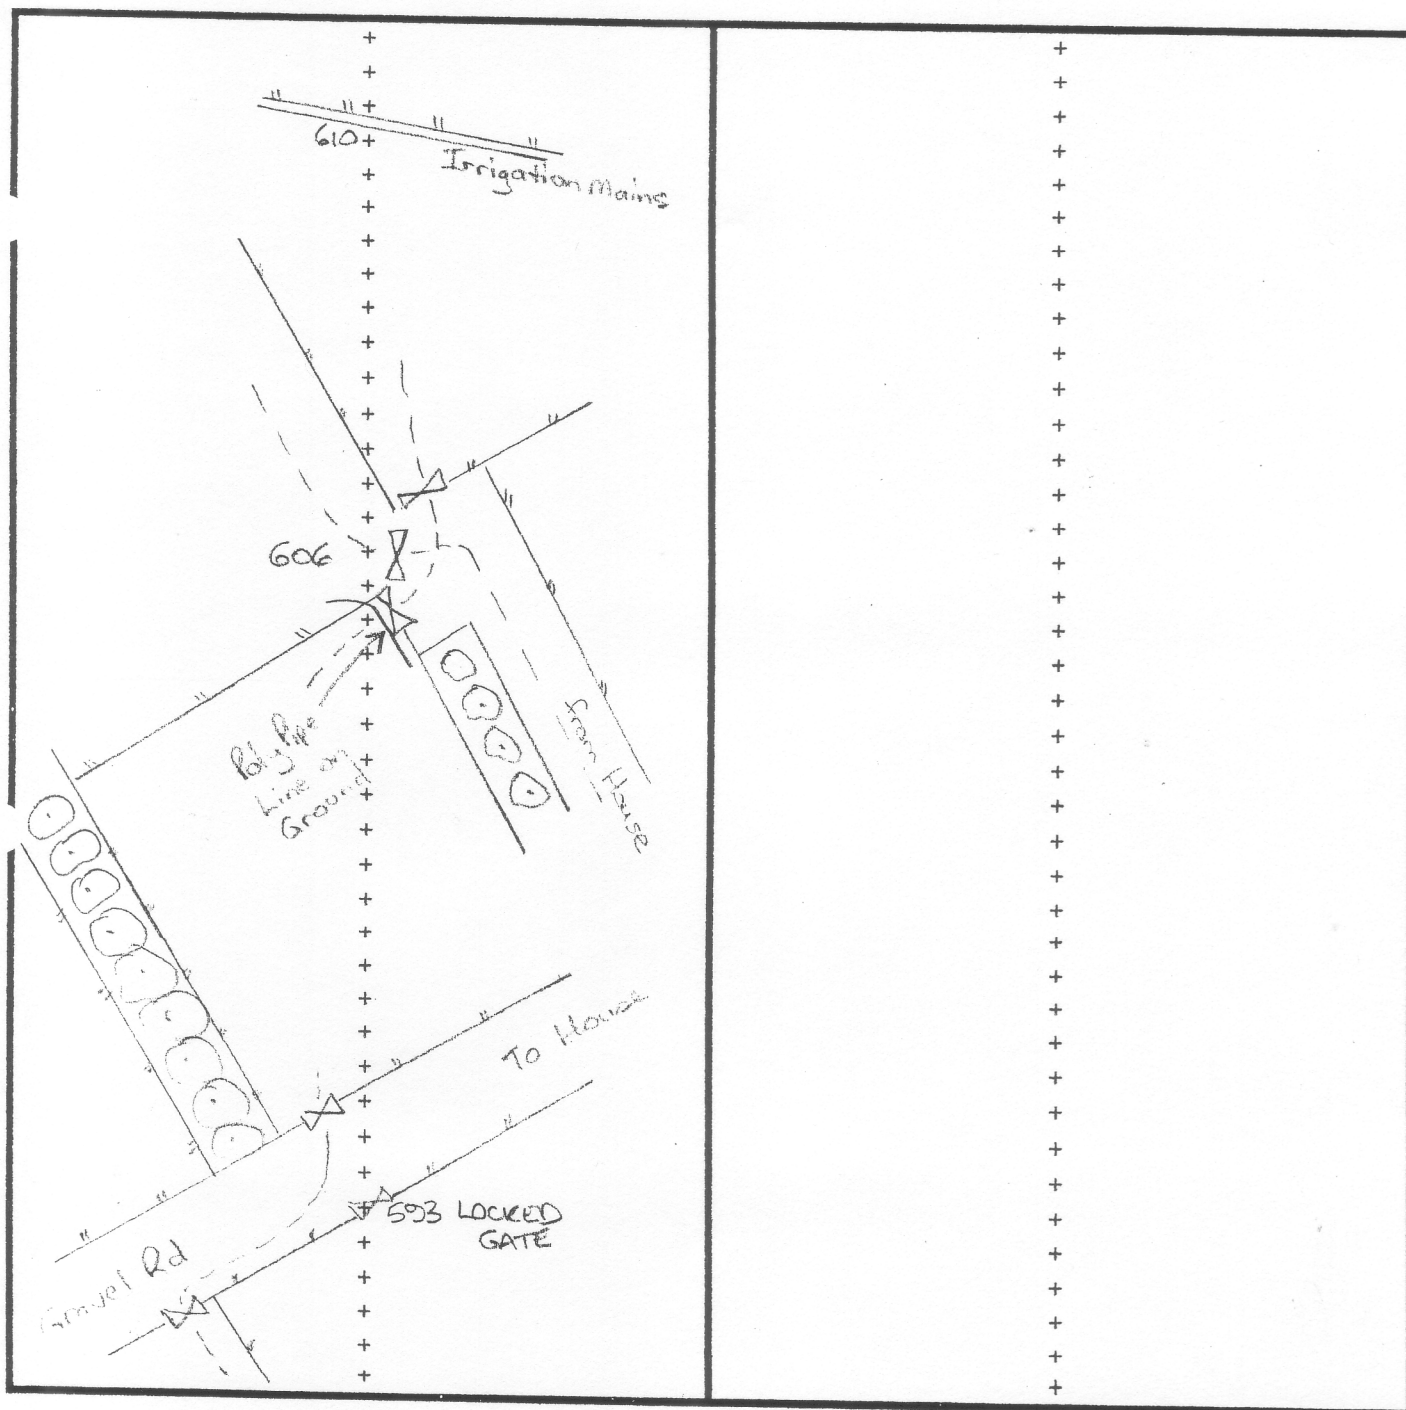 610
Irrigation Mains
606
Poly Pipe
Line on
Ground
from House
To House
593 LOCKED
GATE
Gravel Rd